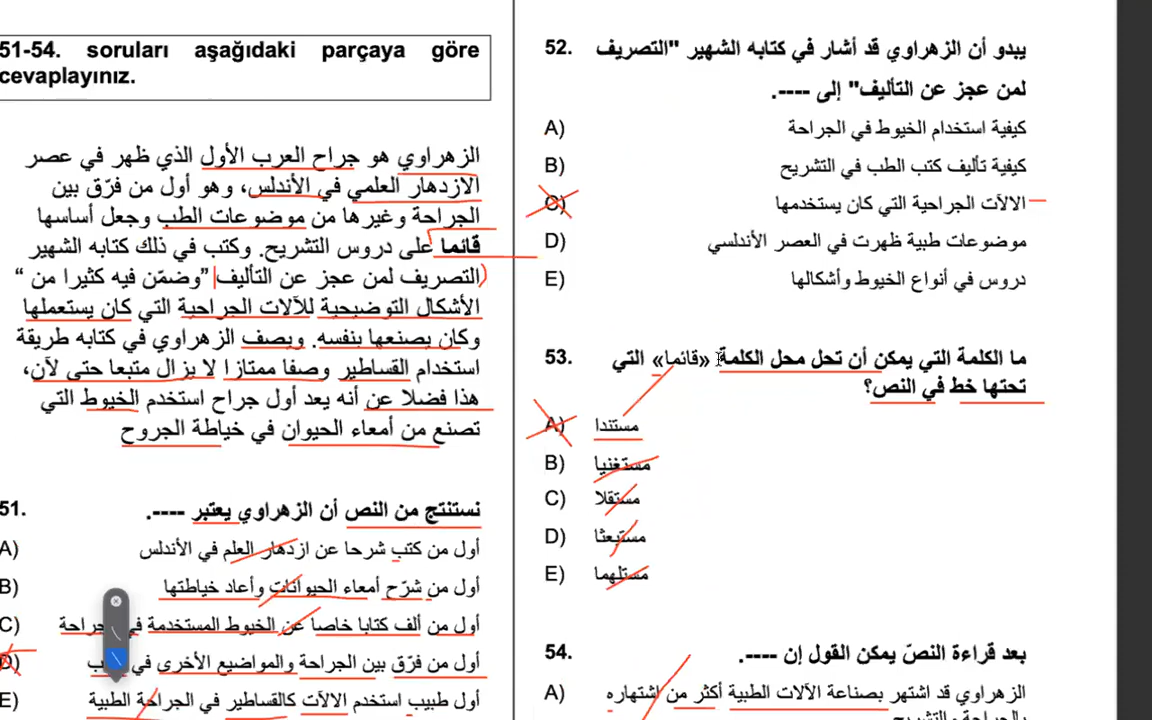 51-54. soruları aşağıdaki parçaya göre
cevaplayınız.
الزهراوي هو جراح العرب الأول الذي ظهر في عصر
الازدهار العلمي في الأندلس، وهو أول من فرّق بين
الجراحة وغيرها من موضوعات الطب وجعل أساسها
قائما على دروس التشريح. وكتب في ذلك كتابه الشهير
التصريف لمن عجز عن التأليف” وضمّن فيه كثيرا من “
الأشكال التوضيحية للآلات الجراحية التي كان يستعملها
وكان يصنعها بنفسه. ويصف الزهراوي في كتابه طريقة
استخدام القساطير وصفا ممتازا لا يزال متبعا حتى لآن،
هذا فضلا عن أنه يعد أول جراح استخدم الخيوط التي
تصنع من أمعاء الحيوان في خياطة الجروح
51. نستنتج من النص أن الزهراوي يعتبر ----.
A) أول من كتب شرحا عن ازدهار العلم في الأندلس
B) أول من شرّح أمعاء الحيوانات وأعاد خياطتها
C) أول من ألف كتابا خاصا عن الخيوط المستخدمة في الجراحة
D) أول من فرّق بين الجراحة والمواضيع الأخرى في
E) أول طبيب استخدم الالآت كالقساطير في الجراحة الطبية
52. يبدو أن الزهراوي قد أشار في كتابه الشهير "التصريف
لمن عجز عن التأليف" إلى ----.
A) كيفية استخدام الخيوط في الجراحة
B) كيفية تأليف كتب الطب في التشريح
C) الالآت الجراحية التي كان يستخدمها
D) موضوعات طبية ظهرت في العصر الأندلسي
E) دروس في أنواع الخيوط وأشكالها
53. ما الكلمة التي يمكن أن تحل محل الكلمة «قائما» التي
تحتها خط في النص؟
A) مستندا
B) مستغنيا
C) مستقلا
D) مستبعثا
E) مستلهما
54. بعد قراءة النصّ يمكن القول إن ----.
A) الزهراوي قد اشتهر بصناعة الآلات الطبية أكثر من اشتهاره
بالجراحة والتشريح